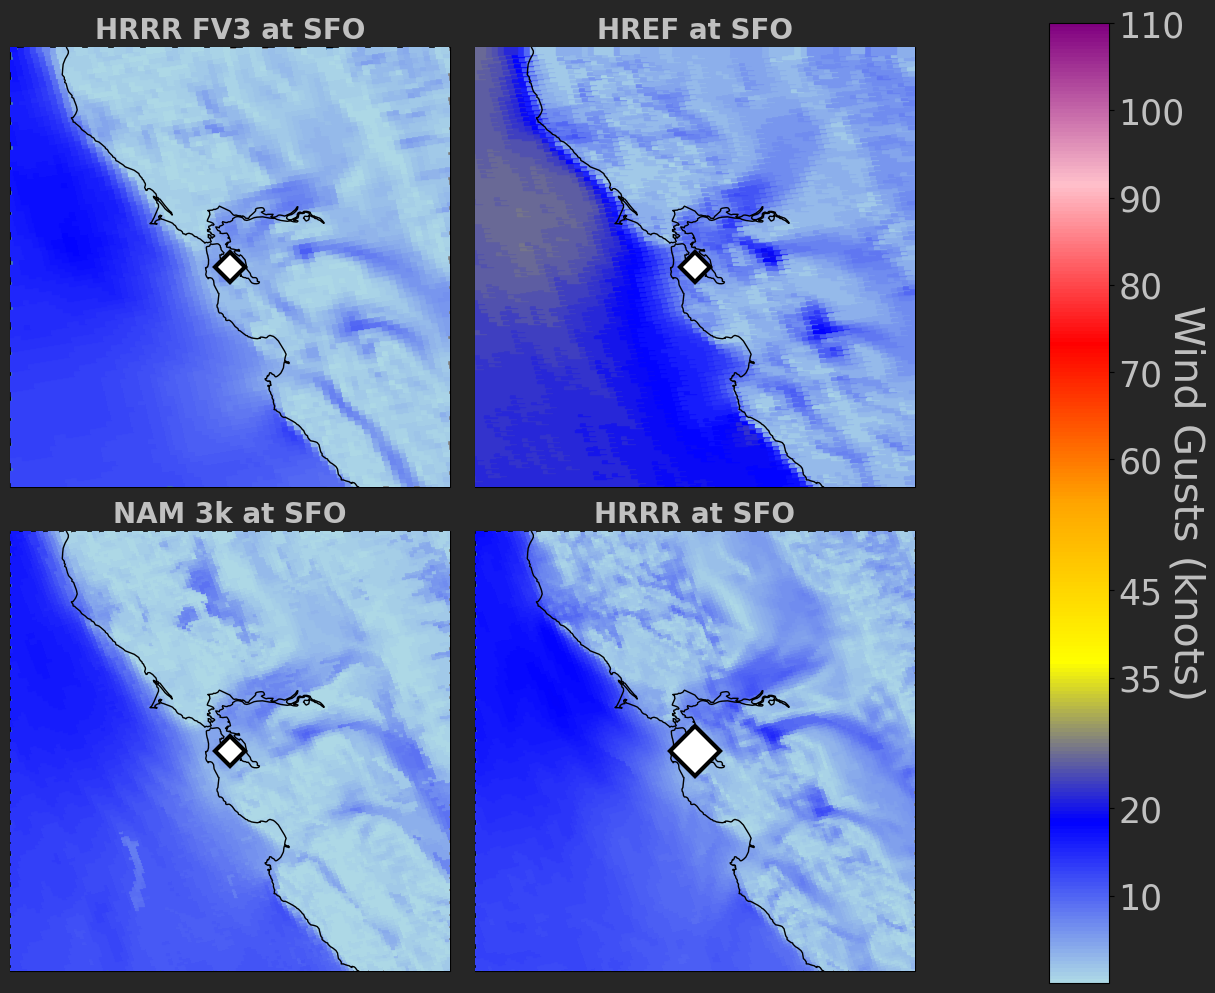 HRRR FV3 at SFO
HREF at SFO
NAM 3k at SFO
HRRR at SFO
110
100
90
80
70
60
45
35
20
10
Wind Gusts (knots)